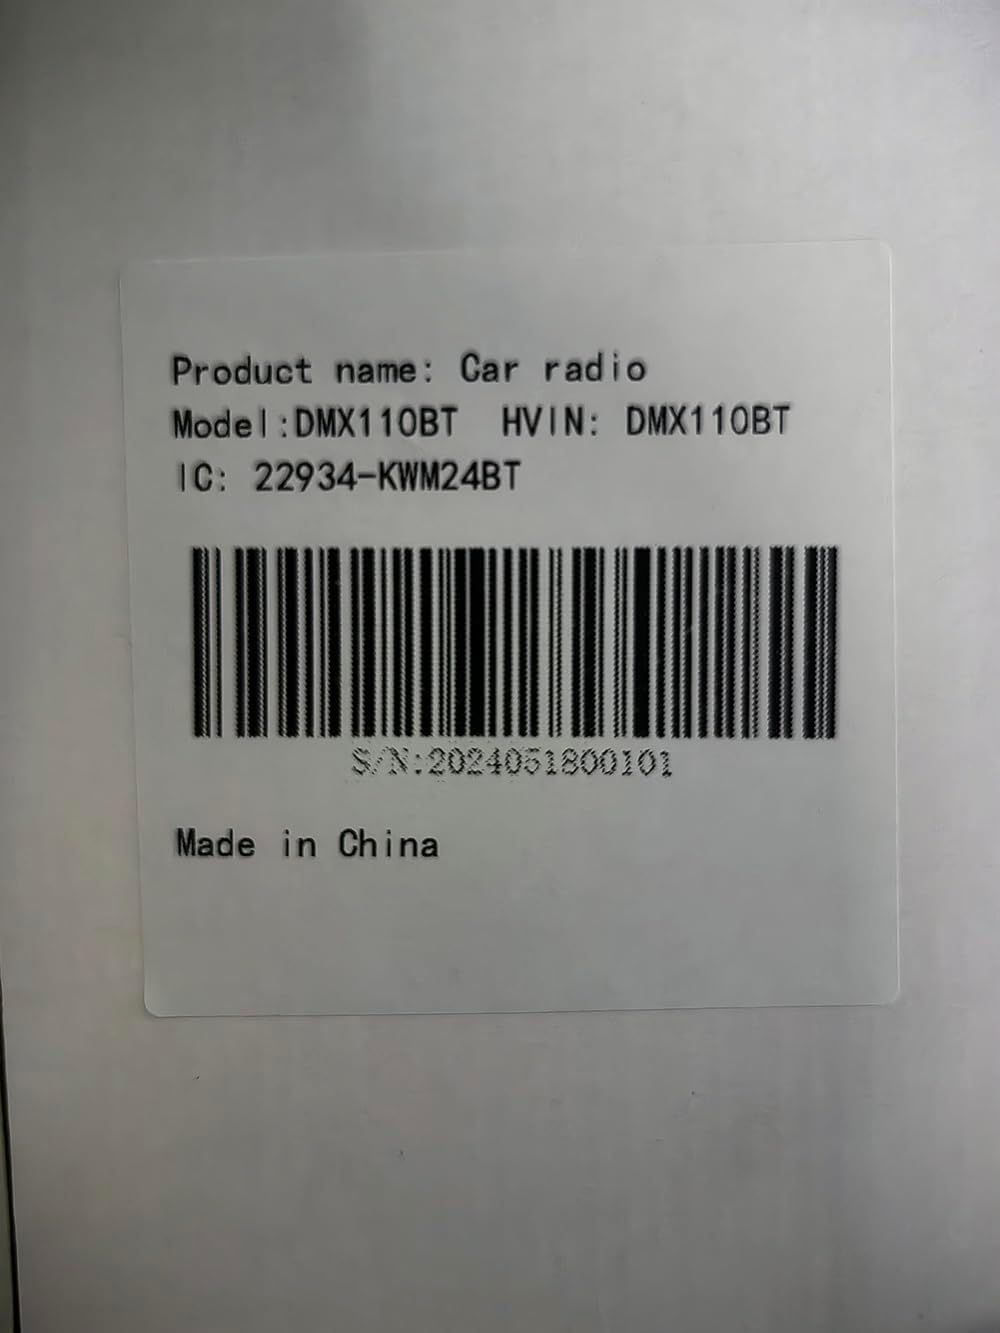 Product name: Car radio
Model:DMX110BT HVIN: DMX110BT
IC: 22934-KWM24BT
S/N:2024051800101
Made in China